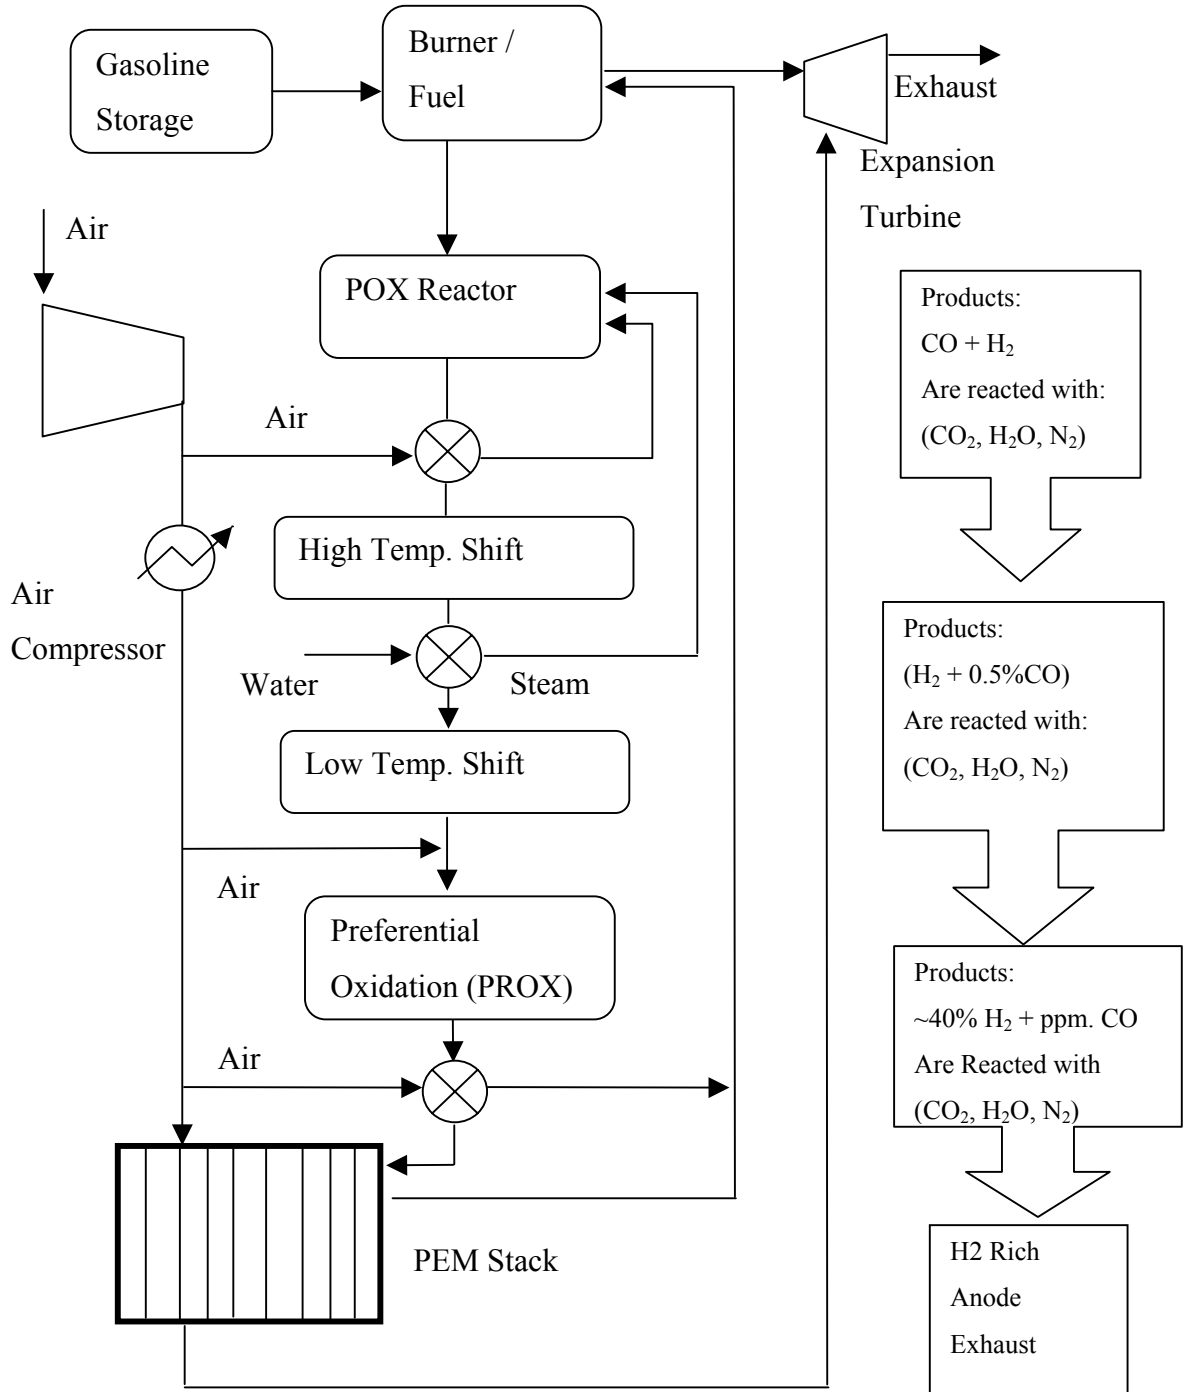 Gasoline
Storage
Burner /
Fuel
Exhaust
Expansion
Turbine
Air
POX Reactor
Air
High Temp. Shift
Air
Compressor
Water
Steam
Low Temp. Shift
Air
Preferential
Oxidation (PROX)
Air
PEM Stack
Products:
CO + H₂
Are reacted with:
(CO₂, H₂O, N₂)
Products:
(H₂ + 0.5%CO)
Are reacted with:
(CO₂, H₂O, N₂)
Products:
~40% H₂ + ppm. CO
Are Reacted with
(CO₂, H₂O, N₂)
H2 Rich
Anode
Exhaust